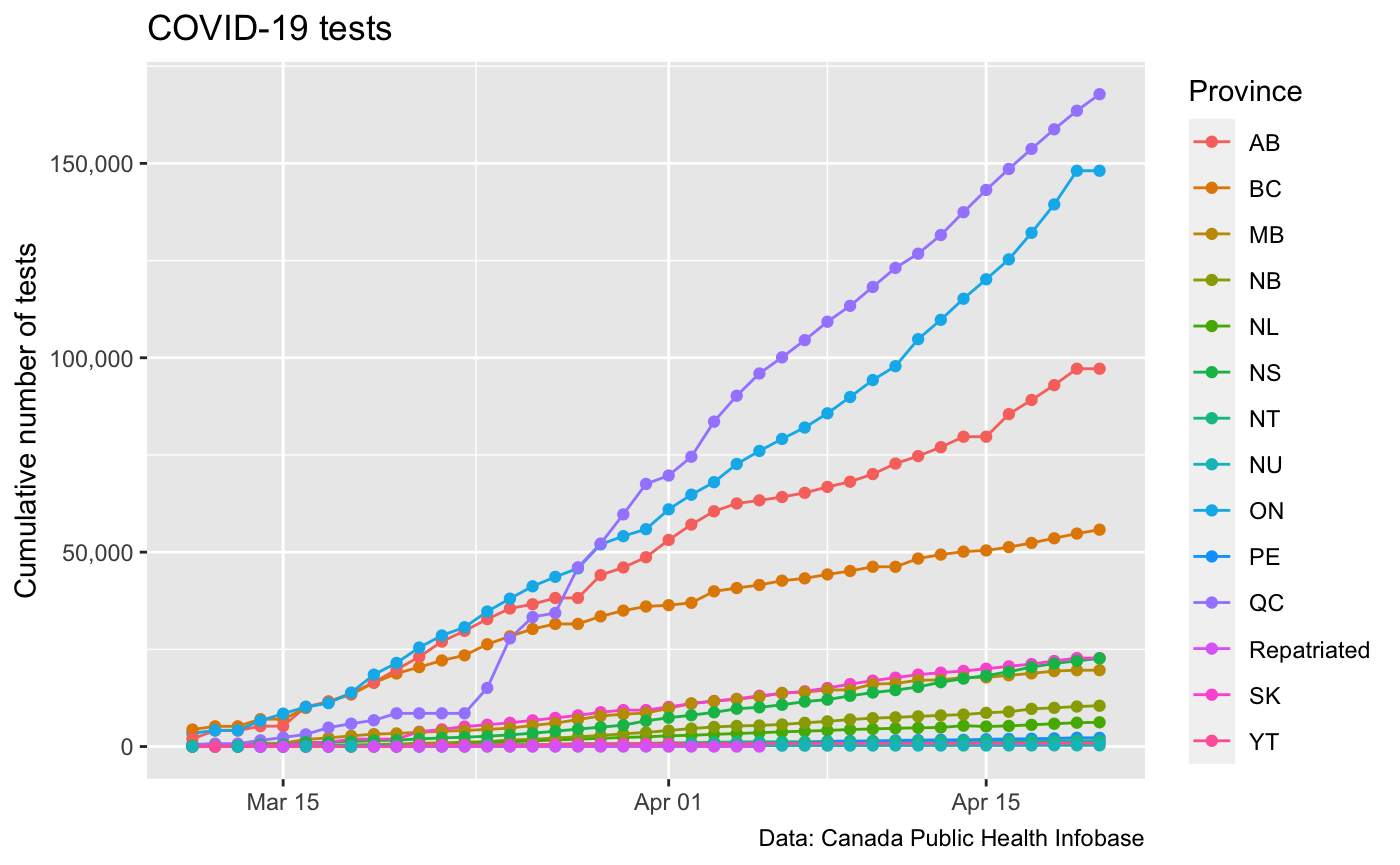 COVID-19 tests
Cumulative number of tests
150,000
100,000
50,000
0
Mar 15
Apr 01
Apr 15
Province
AB
BC
MB
NB
NL
NS
NT
NU
ON
PE
QC
Repatriated
SK
YT
Data: Canada Public Health Infobase